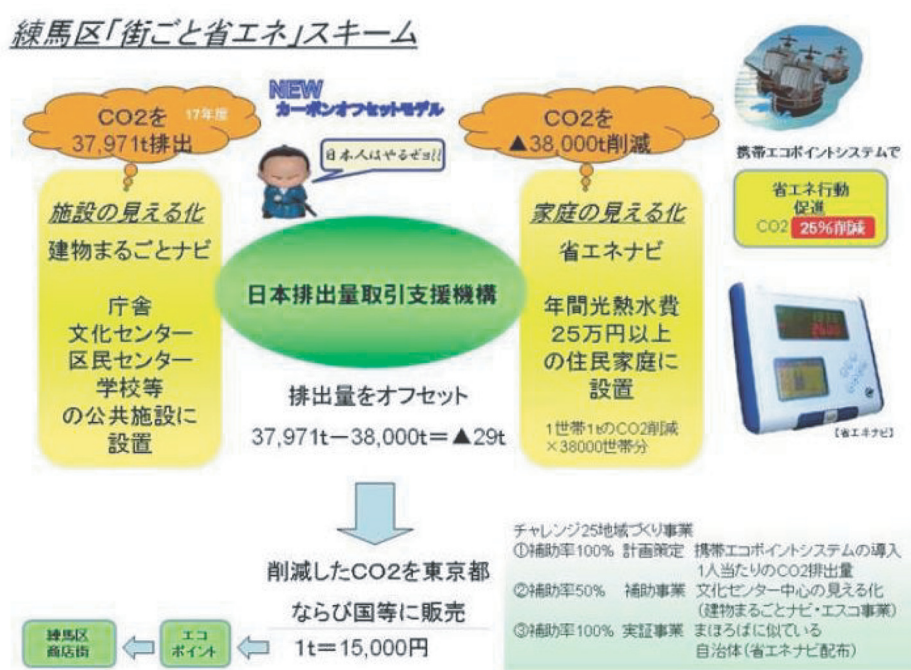 練馬区「街ごと省エネ」スキーム
NEW
カーボンオフセットモデル
日本人はやるぜヨ!!
CO2を 17年度
37,971t排出
施設の見える化
建物まるごとナビ
庁舎
文化センター
区民センター
学校等
の公共施設に
設置
日本排出量取引支援機構
排出量をオフセット
37,971t－38,000t＝▲29t
CO2を
▲38,000t削減
家庭の見える化
省エネナビ
年間光熱水費
25万円以上
の住民家庭に
設置
1世帯1tのCO2削減
×38000世帯分
携帯エコポイントシステムで
省エネ行動
促進
CO2 25%削減
【省エネナビ】
削減したCO2を東京都
ならび国等に販売
1t＝15,000円
エコ
ポイント
練馬区
商店街
チャレンジ25地域づくり事業
①補助率100% 計画策定 携帯エコポイントシステムの導入
1人当たりのCO2排出量
②補助率50% 補助事業 文化センター中心の見える化
(建物まるごとナビ・エスコ事業)
③補助率100% 実証事業 まほろばに似ている
自治体(省エネナビ配布)